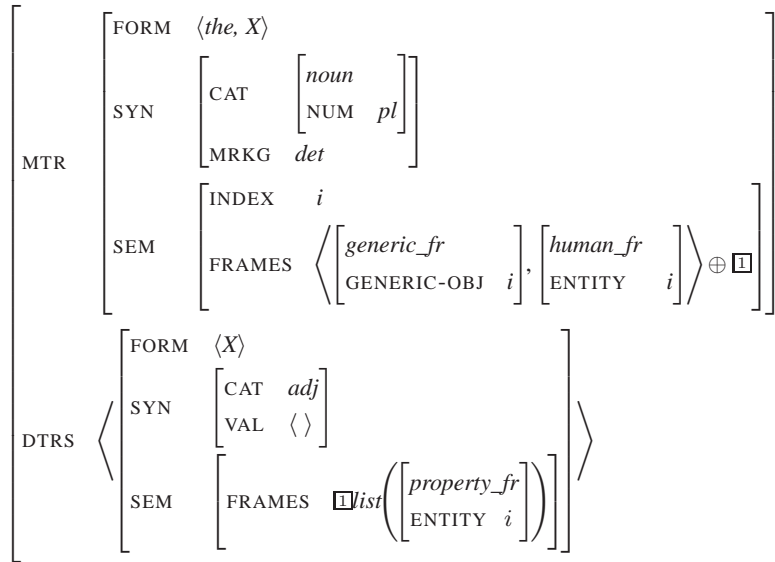 FORM ⟨the, X⟩
SYN CAT noun
NUM pl
MRKG det
MTR
SEM INDEX i
FRAMES ⟨[generic_fr GENERIC-OBJ i], [human_fr ENTITY i]⟩ ⊕ 1
FORM ⟨X⟩
SYN CAT adj
VAL ⟨ ⟩
DTRS
SEM FRAMES 1 list([property_fr ENTITY i])